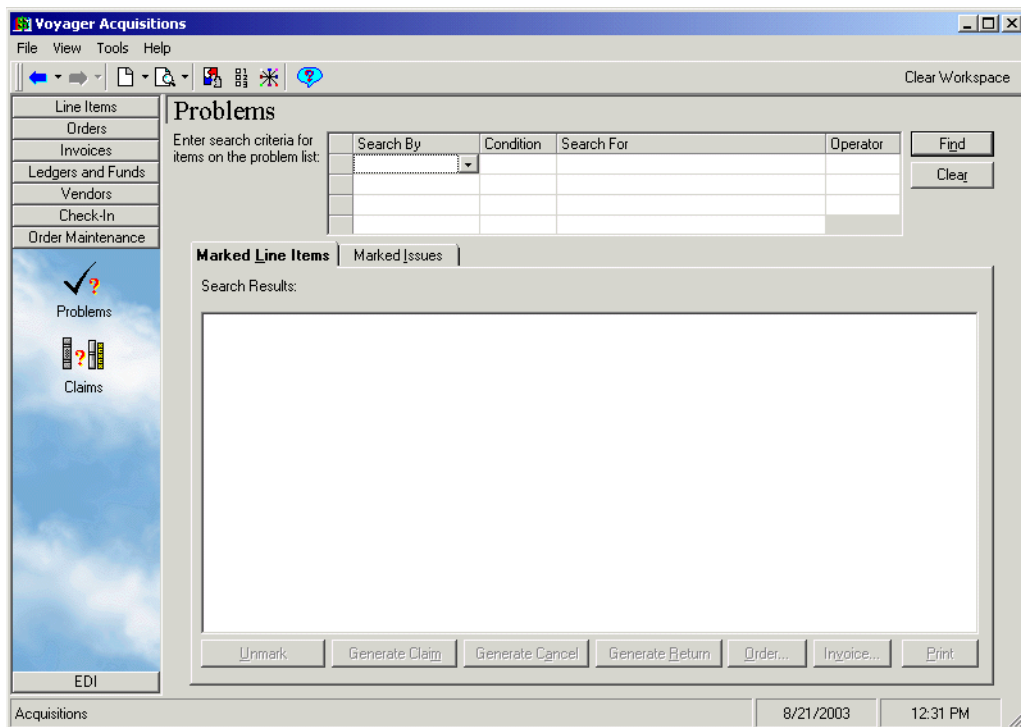 Voyager Acquisitions
File View Tools Help
Clear Workspace
Line Items
Orders
Invoices
Ledgers and Funds
Vendors
Check-In
Order Maintenance
Problems
Claims
EDI
Problems
Enter search criteria for
items on the problem list:
Search By Condition Search For Operator
Find
Clear
Marked Line Items Marked Issues
Search Results:
Unmark Generate Claim Generate Cancel Generate Return Order... Invoice... Print
Acquisitions 8/21/2003 12:31 PM